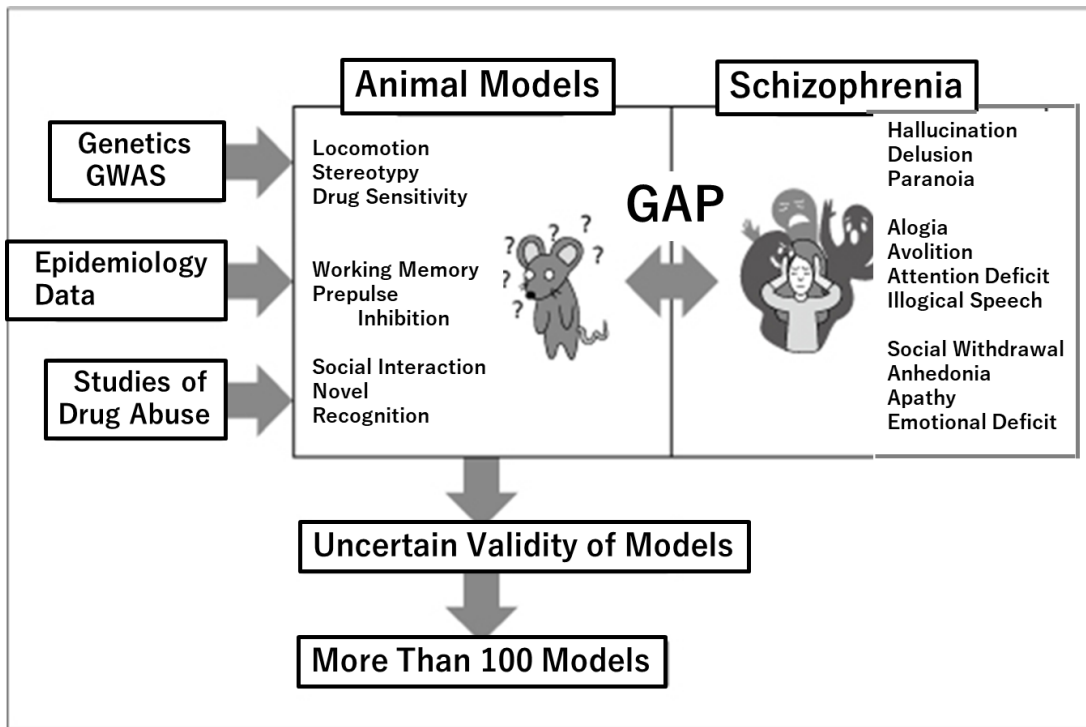 Animal Models
Schizophrenia
Genetics
GWAS
Epidemiology
Data
Studies of
Drug Abuse
Locomotion
Stereotypy
Drug Sensitivity
Working Memory
Prepulse
Inhibition
Social Interaction
Novel
Recognition
GAP
? ? ? ? ? ?
Hallucination
Delusion
Paranoia
Alogia
Avolition
Attention Deficit
Illogical Speech
Social Withdrawal
Anhedonia
Apathy
Emotional Deficit
Uncertain Validity of Models
More Than 100 Models